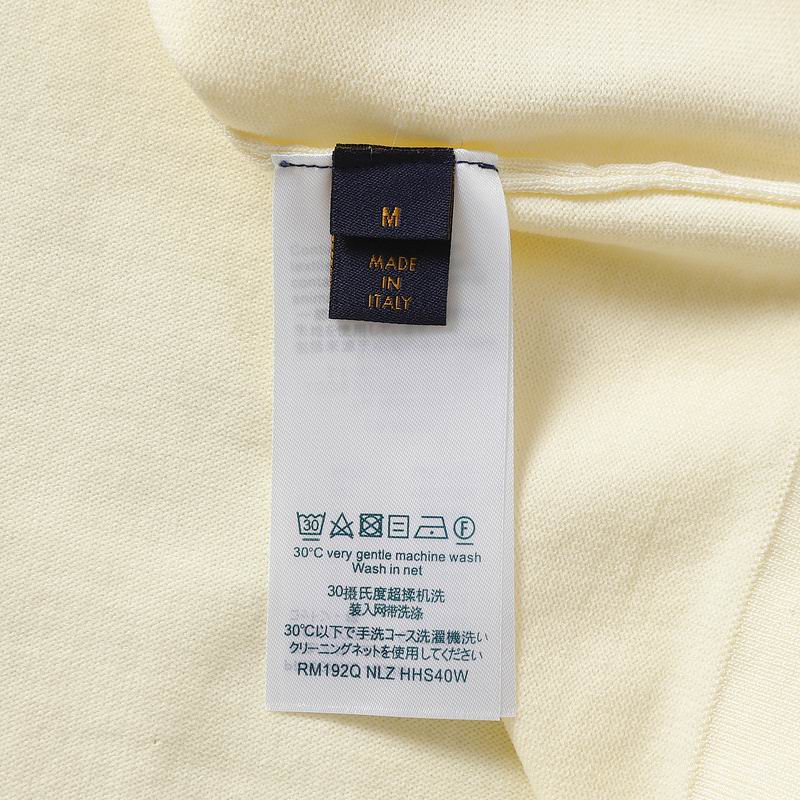 M
MADE
IN
ITALY
30 F
30°C very gentle machine wash
Wash in net
30摄氏度超揉机洗
装入网带洗涤
30℃以下で手洗コース洗濯機洗い
クリーニングネットを使用してください
RM192Q NLZ HHS40W